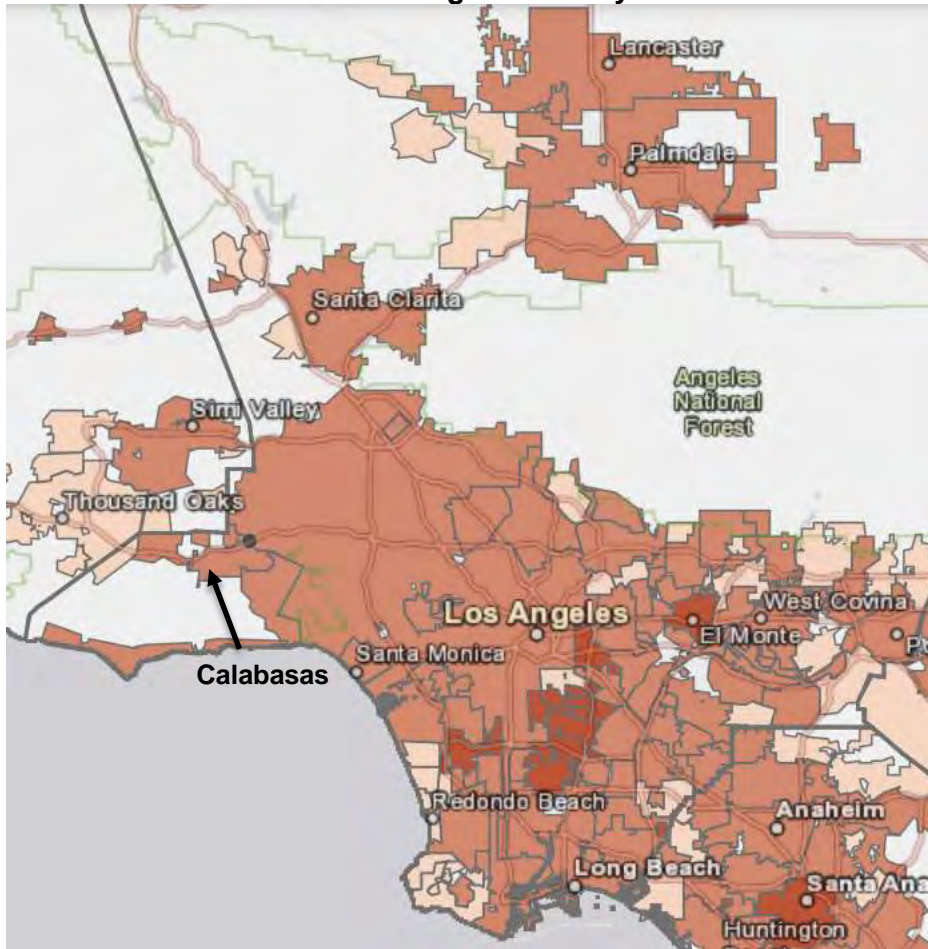 Lancaster
Palmdale
Santa Clarita
Angeles
National
Forest
Simi Valley
Thousand Oaks
Los Angeles
West Covina
El Monte
Po
Santa Monica
Calabasas
Redondo Beach
Anaheim
Long Beach
Santa Ana
Huntington